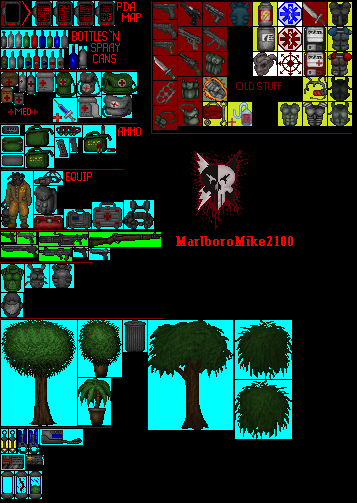 PDA
MAP
BOTTLES'N
SPRAY
CANS
OLD STUFF
+MED+
AMMO
EQUIP
MarlboroMike2100